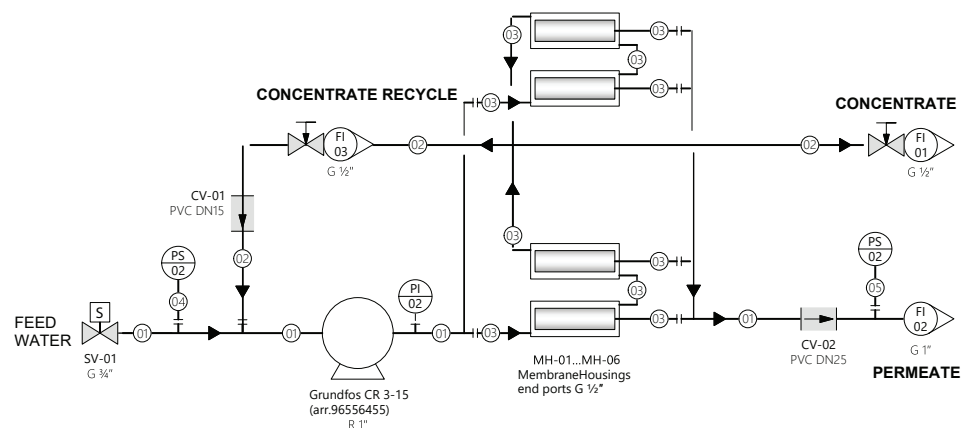 03
03
03
03
03
CONCENTRATE RECYCLE
03
CONCENTRATE
FI
03
G ½"
02
02
FI
01
G ½"
CV-01
PVC DN15
02
03
03
03
PS
02
04
PI
02
PS
02
05
FEED
WATER
S
01
01
01
03
03
01
FI
02
SV-01
G ¾"
CV-02
PVC DN25
G 1"
PERMEATE
MH-01...MH-06
MembraneHousings
end ports G ½"
Grundfos CR 3-15
(arr.96556455)
R 1"